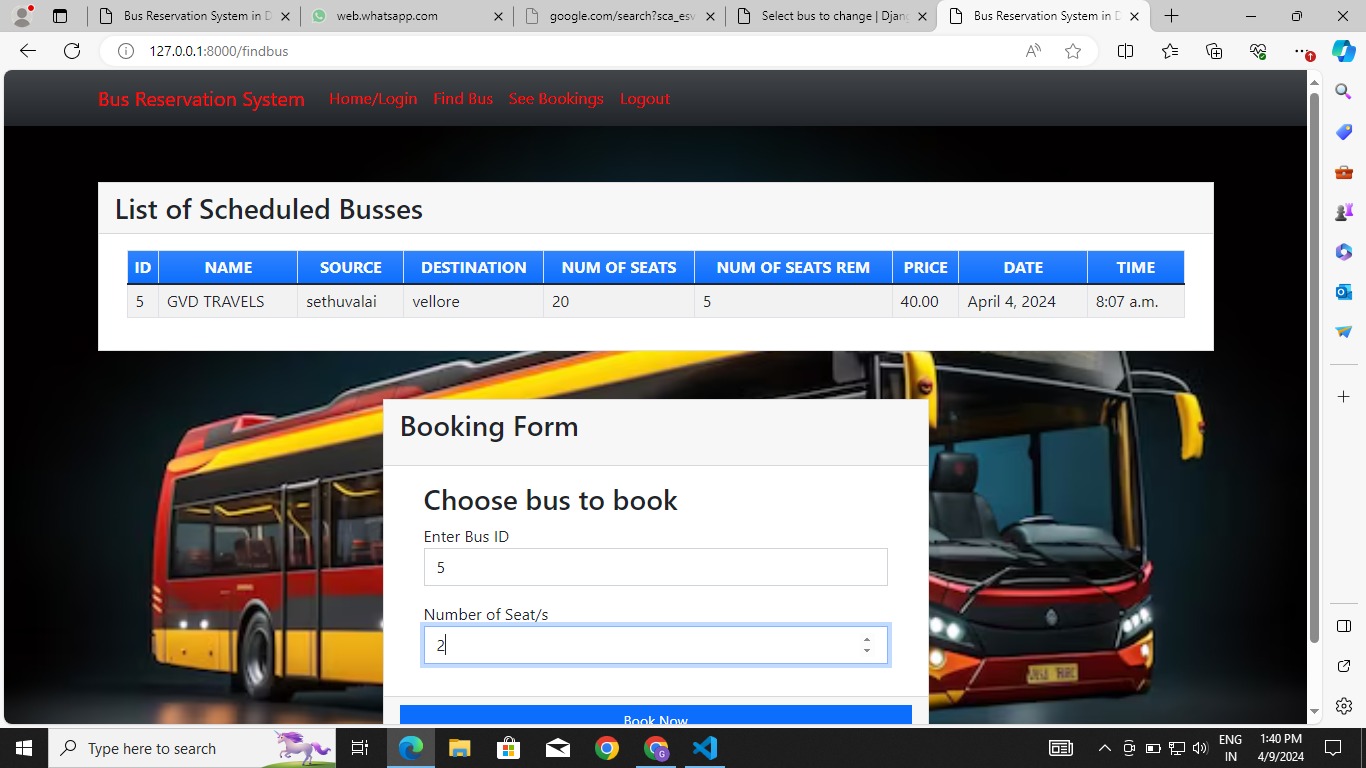 Bus Reservation System in D
web.whatsapp.com
google.com/search?sca_esv
Select bus to change | Djan
Bus Reservation System in D
127.0.0.1:8000/findbus
Bus Reservation System Home/Login Find Bus See Bookings Logout
List of Scheduled Busses
ID NAME SOURCE DESTINATION NUM OF SEATS NUM OF SEATS REM PRICE DATE TIME
5 GVD TRAVELS sethuvalai vellore 20 5 40.00 April 4, 2024 8:07 a.m.
Booking Form
Choose bus to book
Enter Bus ID
5
Number of Seat/s
2
Book Now
Type here to search
ENG
IN
1:40 PM
4/9/2024